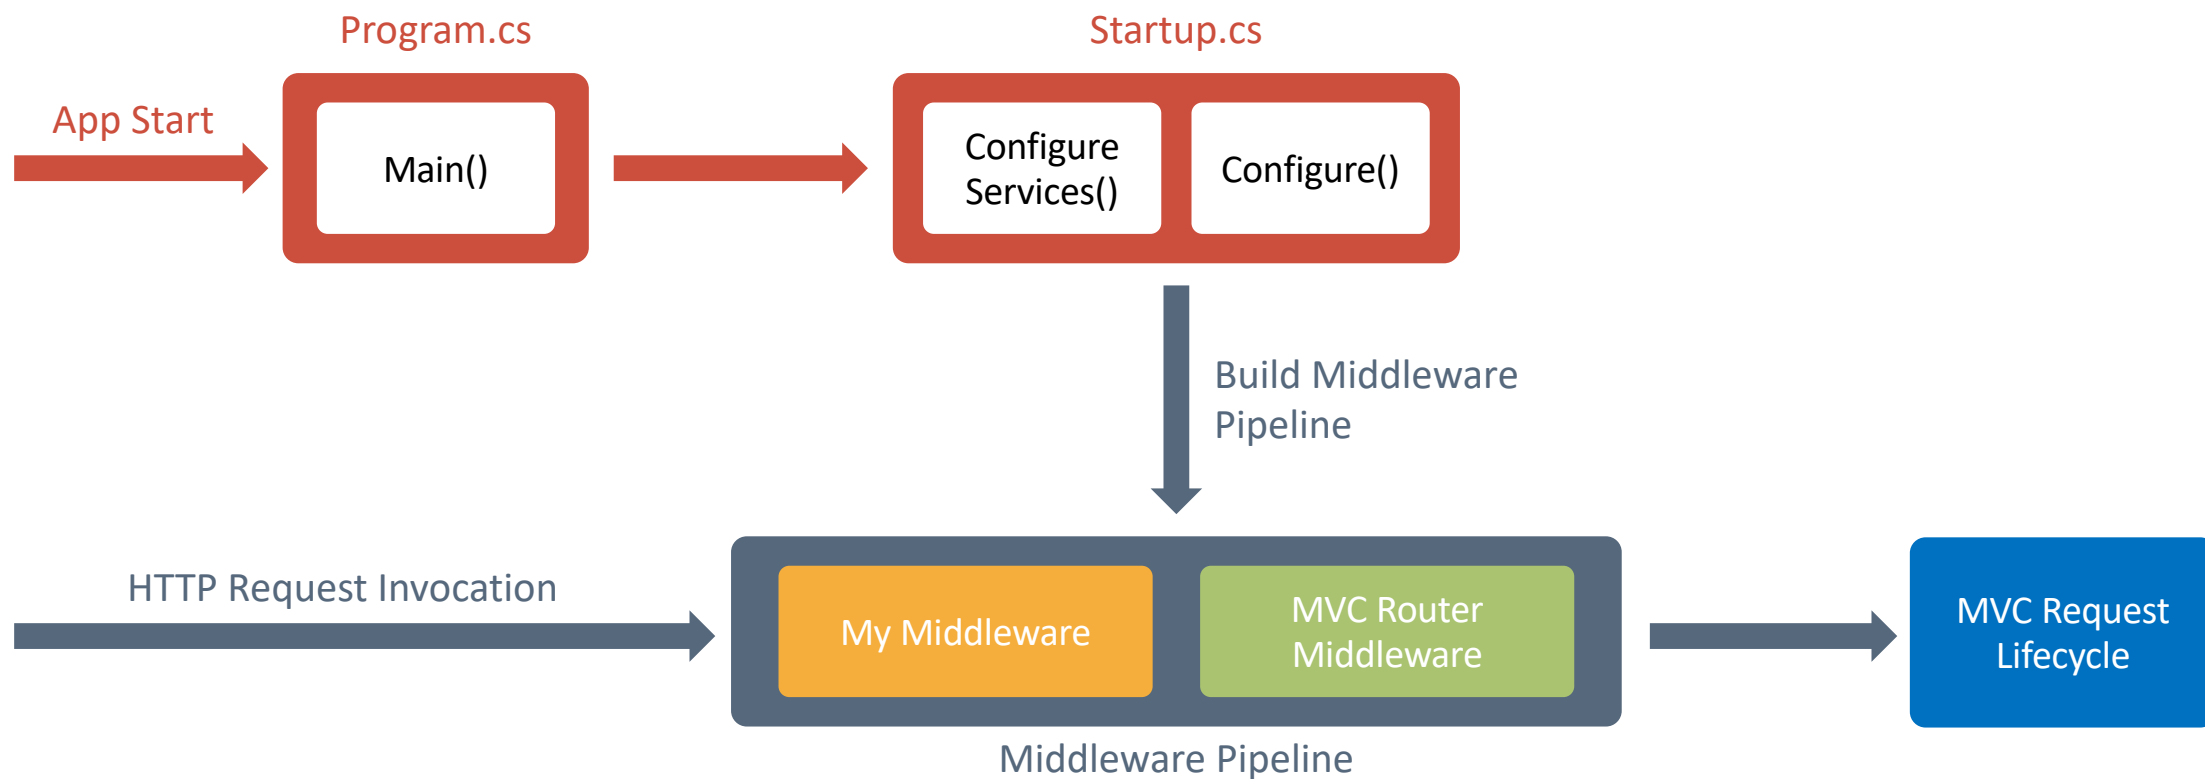 Program.cs
Startup.cs
App Start
Main()
Configure
Services()
Configure()
Build Middleware
Pipeline
HTTP Request Invocation
My Middleware
MVC Router
Middleware
MVC Request
Lifecycle
Middleware Pipeline